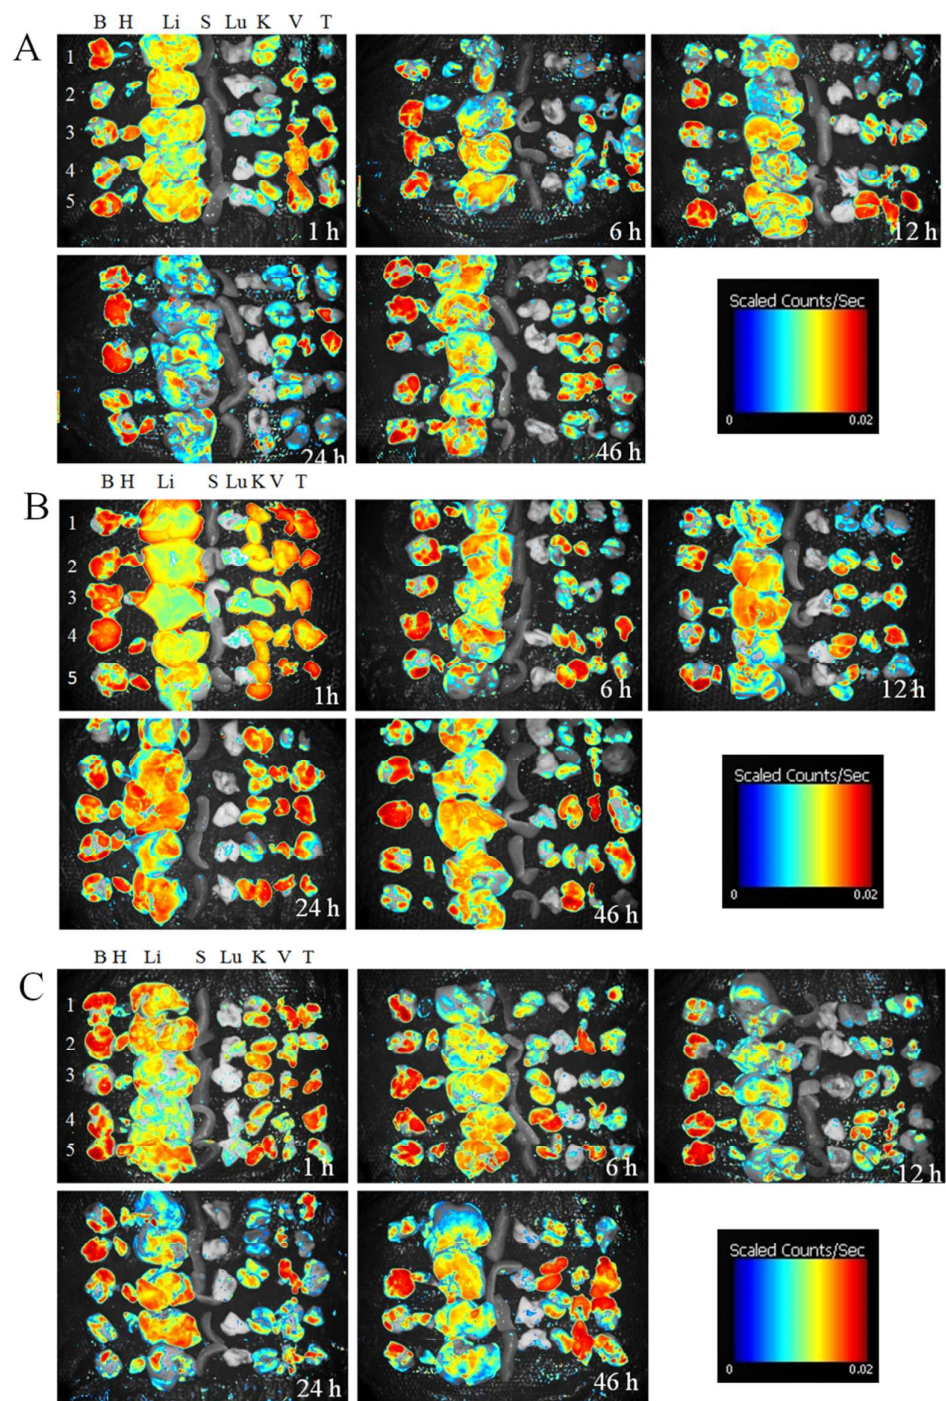 B H Li S Lu K V T
A
1
2
3
4
5
1 h
6 h
12 h
24 h
46 h
Scaled Counts/Sec
0 0.02
B H Li S Lu K V T
B
1
2
3
4
5
1h
6 h
12 h
24 h
46 h
Scaled Counts/Sec
0 0.02
B H Li S Lu K V T
C
1
2
3
4
5
1 h
6 h
12 h
24 h
46 h
Scaled Counts/Sec
0 0.02